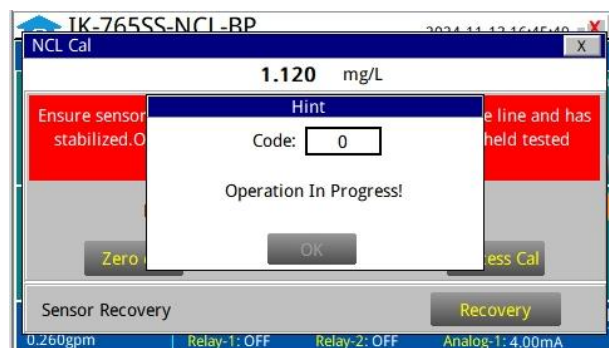 IK-765SS-NCL-BP
NCL Cal X
1.120 mg/L
Ensure sensor e line and has
stabilized.O held tested
Hint
Code: 0
Operation In Progress!
OK
Zero ess Cal
Sensor Recovery Recovery
0.260gpm Relay-1: OFF Relay-2: OFF Analog-1: 4.00mA